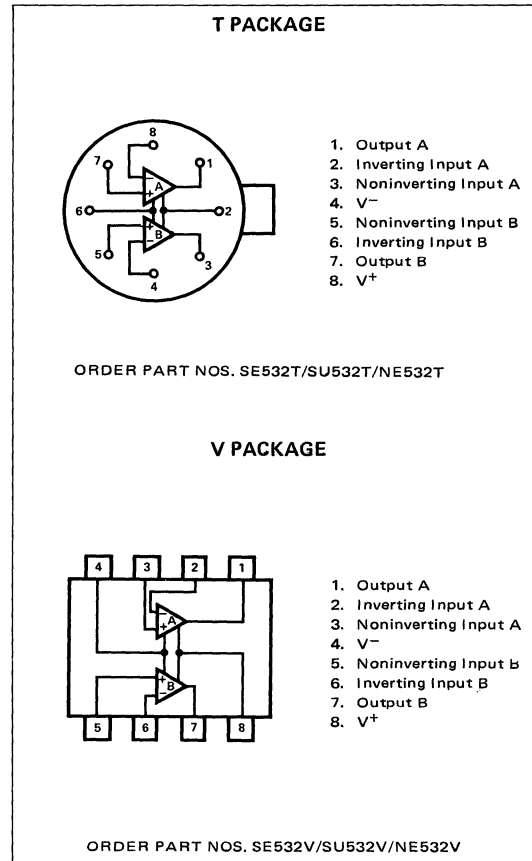 T PACKAGE
8
7
1
A
6
2
B
5
3
4
1. Output A
2. Inverting Input A
3. Noninverting Input A
4. V−
5. Noninverting Input B
6. Inverting Input B
7. Output B
8. V+
ORDER PART NOS. SE532T/SU532T/NE532T
V PACKAGE
4 3 2 1
A
B
5 6 7 8
1. Output A
2. Inverting Input A
3. Noninverting Input A
4. V−
5. Noninverting Input B
6. Inverting Input B
7. Output B
8. V+
ORDER PART NOS. SE532V/SU532V/NE532V